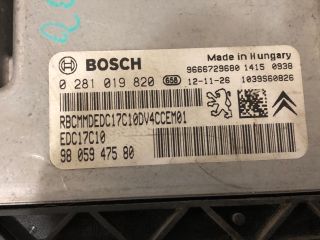 BOSCH
Made in Hungary
9666729680 1415 0938
0 281 019 820 658 12-11-26 1039S60826
RBCMMDEDC17C10DV4CCEM01
EDC17C10
98 059 475 80